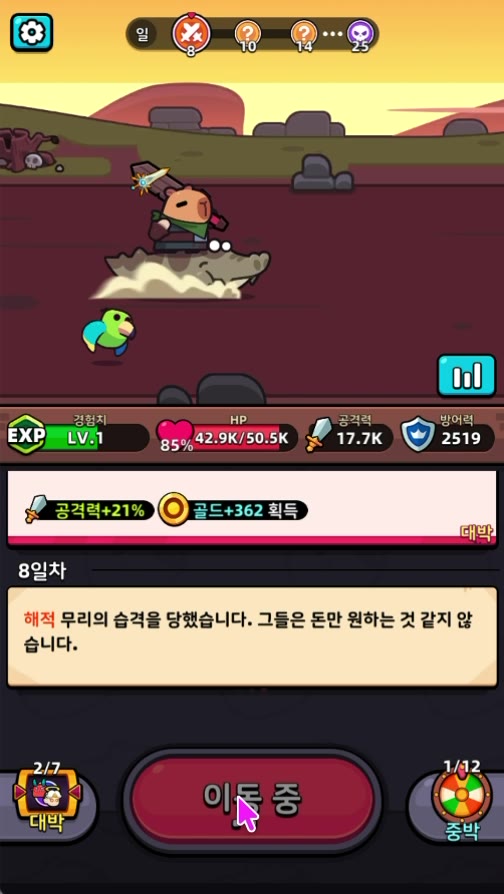 일
8
10
14
25
경험치
EXP
LV.1
85%
HP
42.9K/50.5K
공격력
17.7K
방어력
2519
공격력+21%
골드+362 획득
대박
8일차
해적 무리의 습격을 당했습니다. 그들은 돈만 원하는 것 같지 않
습니다.
2/7
대박
이동 중
1/12
중박